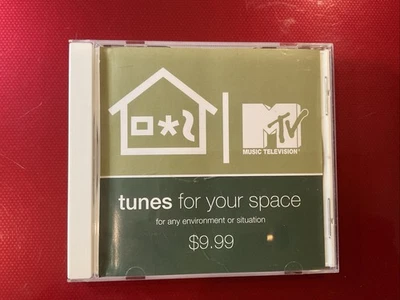 MTV
MUSIC TELEVISION®
tunes for your space
for any environment or situation
$9.99